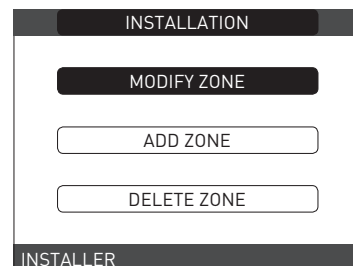 INSTALLATION
MODIFY ZONE
ADD ZONE
DELETE ZONE
INSTALLER